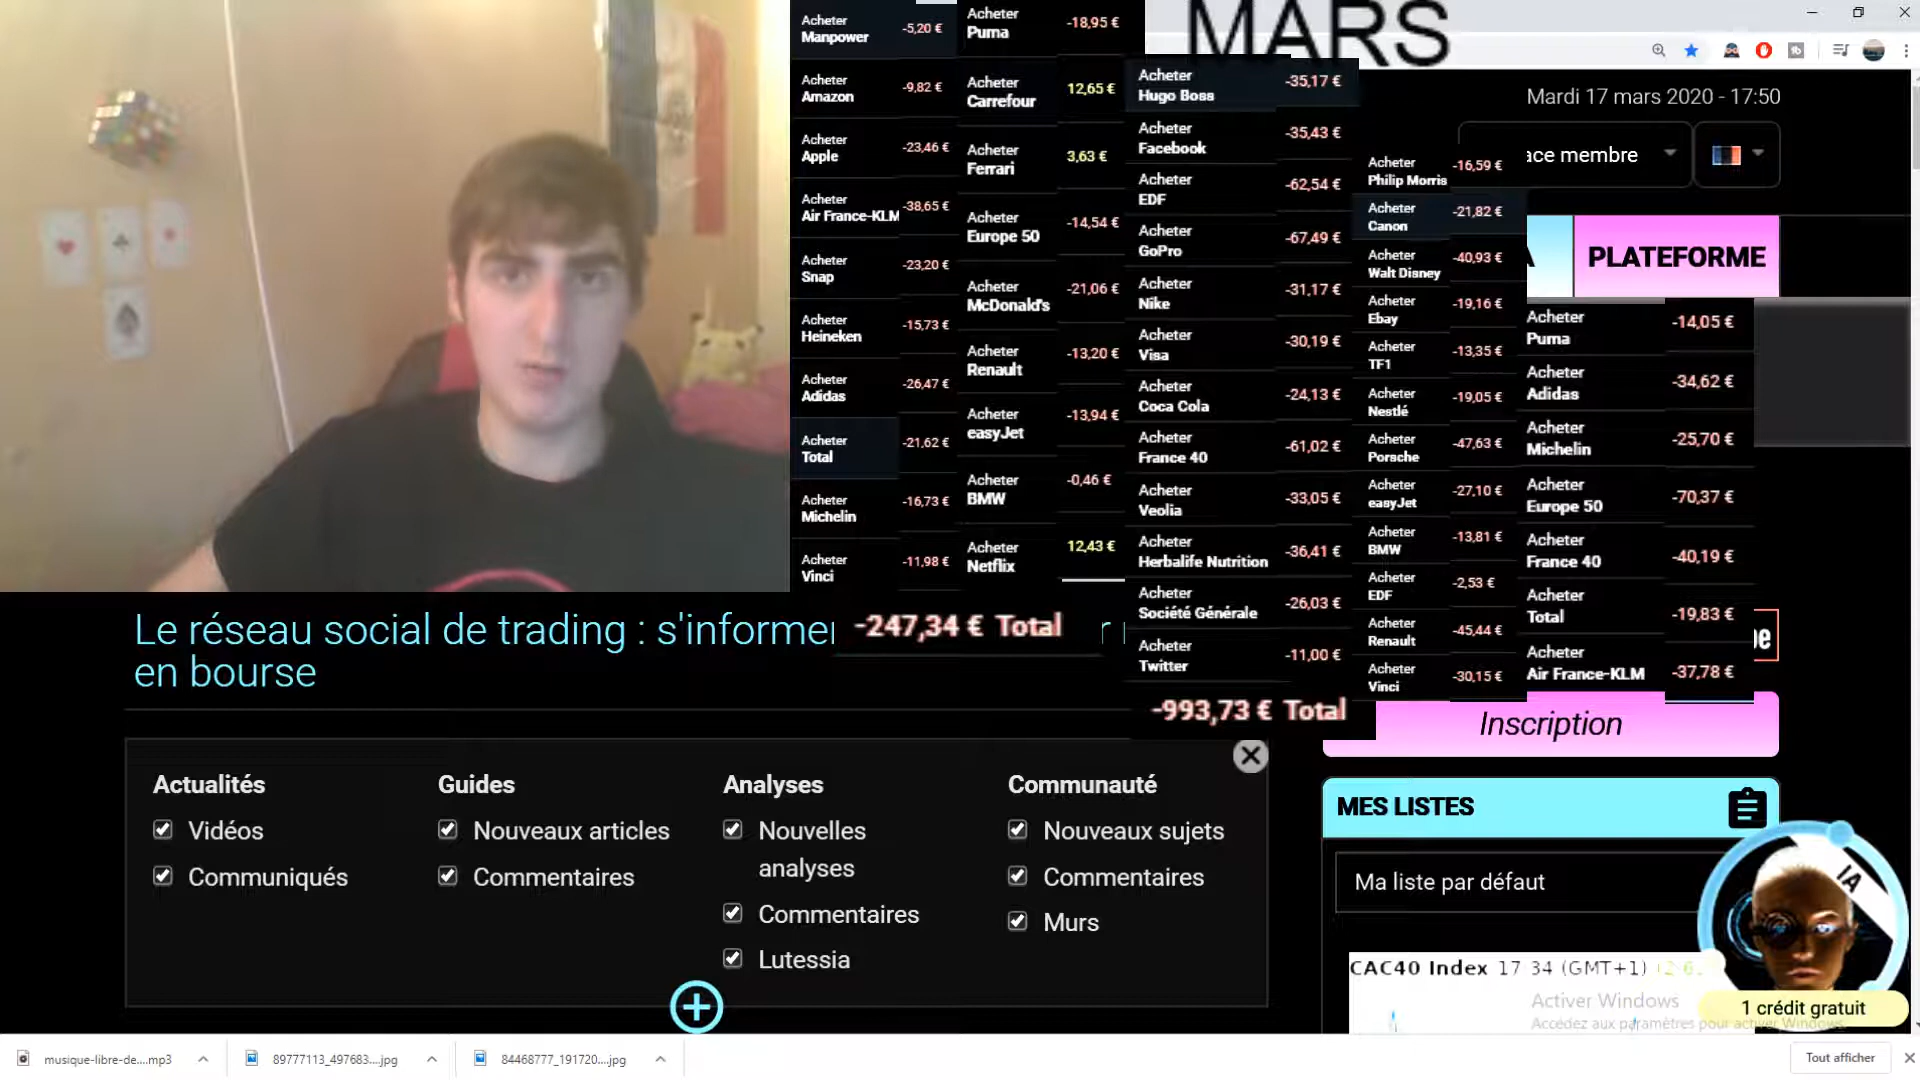 MARS
Mardi 17 mars 2020 - 17:50
ace membre
PLATEFORME
Acheter
Manpower
-5,20 €
Acheter
Amazon
-9,82 €
Acheter
Apple
-23,46 €
Acheter
Air France-KLM
-38,65 €
Acheter
Snap
-23,20 €
Acheter
Heineken
-15,73 €
Acheter
Adidas
-26,47 €
Acheter
Total
-21,62 €
Acheter
Michelin
-16,73 €
Acheter
Vinci
-11,98 €
Acheter
Puma
-18,95 €
Acheter
Carrefour
12,65 €
Acheter
Ferrari
3,63 €
Acheter
Europe 50
-14,54 €
Acheter
McDonald's
-21,06 €
Acheter
Renault
-13,20 €
Acheter
easyJet
-13,94 €
Acheter
BMW
-0,46 €
Acheter
Netflix
12,43 €
-247,34 € Total
Acheter
Hugo Boss
-35,17 €
Acheter
Facebook
-35,43 €
Acheter
EDF
-62,54 €
Acheter
GoPro
-67,49 €
Acheter
Nike
-31,17 €
Acheter
Visa
-30,19 €
Acheter
Coca Cola
-24,13 €
Acheter
France 40
-61,02 €
Acheter
Veolia
-33,05 €
Acheter
Herbalife Nutrition
-36,41 €
Acheter
Société Générale
-26,03 €
Acheter
Twitter
-11,00 €
-993,73 € Total
Acheter
Philip Morris
-16,59 €
Acheter
Canon
-21,82 €
Acheter
Walt Disney
-40,93 €
Acheter
Ebay
-19,16 €
Acheter
TF1
-13,35 €
Acheter
Nestlé
-19,05 €
Acheter
Porsche
-47,63 €
Acheter
easyJet
-27,10 €
Acheter
BMW
-13,81 €
Acheter
EDF
-2,53 €
Acheter
Renault
-45,44 €
Acheter
Vinci
-30,15 €
Acheter
Puma
-14,05 €
Acheter
Adidas
-34,62 €
Acheter
Michelin
-25,70 €
Acheter
Europe 50
-70,37 €
Acheter
France 40
-40,19 €
Acheter
Total
-19,83 €
Acheter
Air France-KLM
-37,78 €
Le réseau social de trading : s'informer
en bourse
Inscription
Actualités
Vidéos
Communiqués
Guides
Nouveaux articles
Commentaires
Analyses
Nouvelles
analyses
Commentaires
Lutessia
Communauté
Nouveaux sujets
Commentaires
Murs
MES LISTES
Ma liste par défaut
IA
CAC40 Index 17 34 (GMT+1)
Activer Windows
Accédez aux paramètres pour activer Windows.
1 crédit gratuit
musique-libre-de....mp3
89777113_497683....jpg
84468777_191720....jpg
Tout afficher